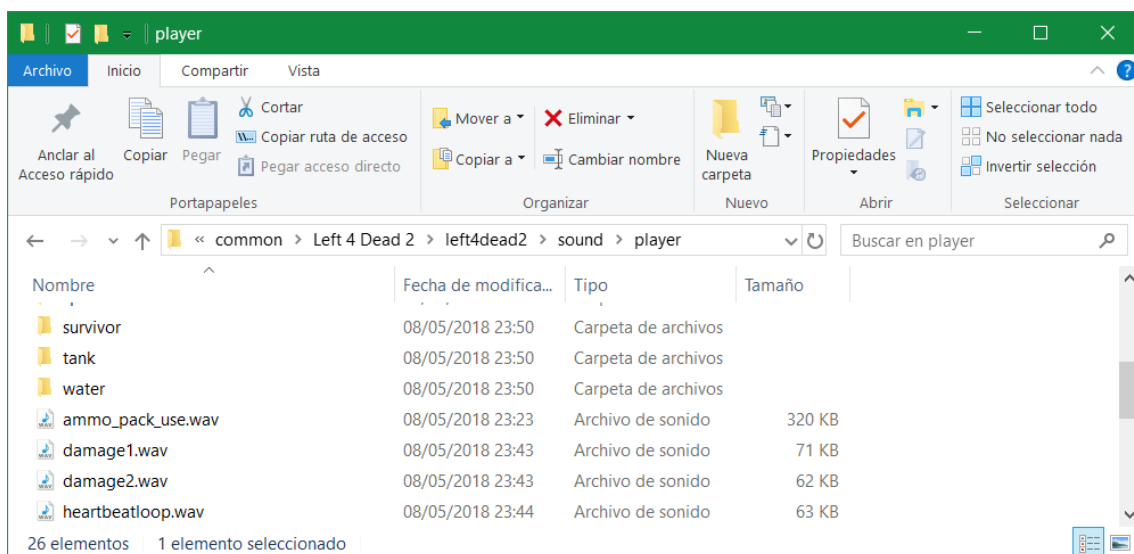 player
Archivo Inicio Compartir Vista
Anclar al
Acceso rápido
Copiar
Pegar
Cortar
Copiar ruta de acceso
Pegar acceso directo
Portapapeles
Mover a
Copiar a
Eliminar
Cambiar nombre
Organizar
Nueva
carpeta
Nuevo
Propiedades
Abrir
Seleccionar todo
No seleccionar nada
Invertir selección
Seleccionar
« common > Left 4 Dead 2 > left4dead2 > sound > player
Buscar en player
Nombre Fecha de modifica... Tipo Tamaño
survivor 08/05/2018 23:50 Carpeta de archivos
tank 08/05/2018 23:50 Carpeta de archivos
water 08/05/2018 23:50 Carpeta de archivos
ammo_pack_use.wav 08/05/2018 23:23 Archivo de sonido 320 KB
damage1.wav 08/05/2018 23:43 Archivo de sonido 71 KB
damage2.wav 08/05/2018 23:43 Archivo de sonido 62 KB
heartbeatloop.wav 08/05/2018 23:44 Archivo de sonido 63 KB
26 elementos 1 elemento seleccionado